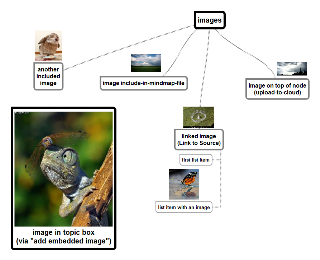 images
another
included
image
image include-in-mindmap-file
Image on top of node
(upload to cloud)
linked image
(Link to Source)
first list item
list item with an image
image in topic box
(via "add embedded image")